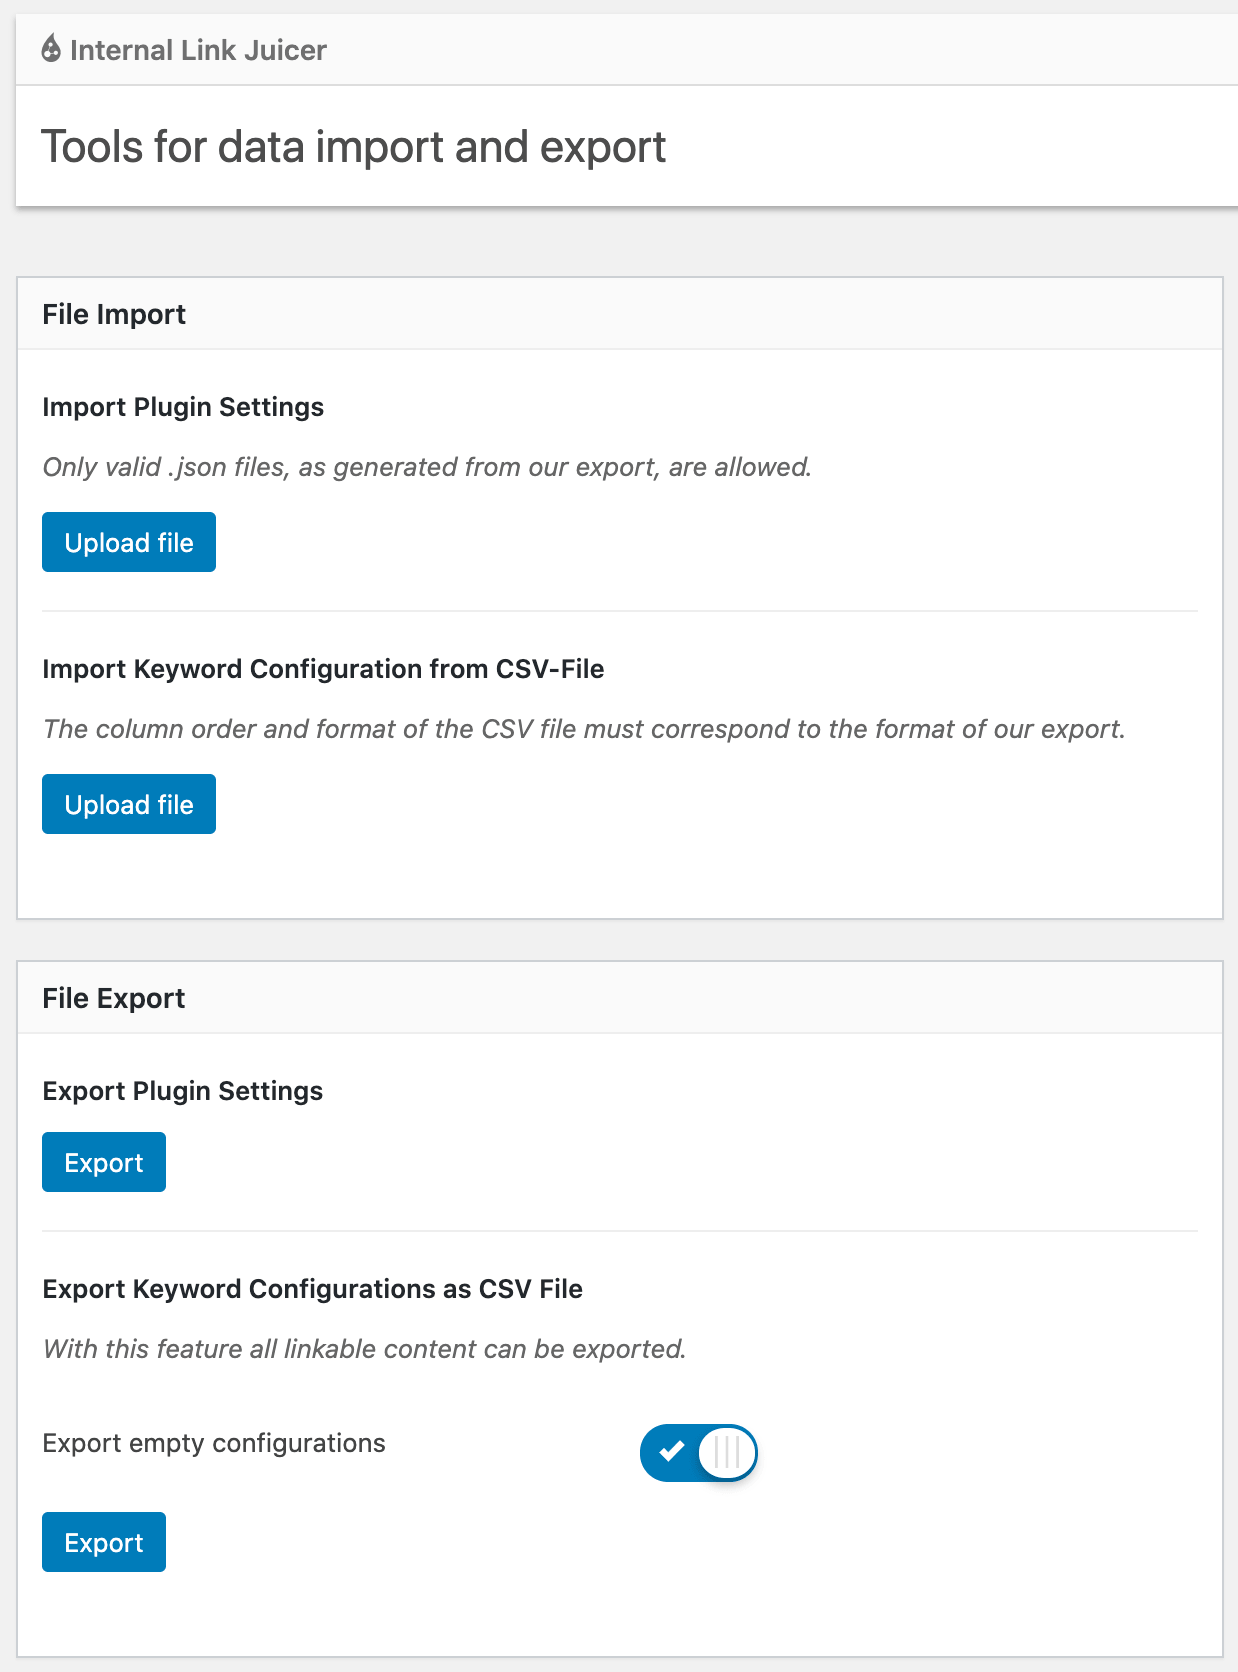 Internal Link Juicer
Tools for data import and export
File Import
Import Plugin Settings
Only valid .json files, as generated from our export, are allowed.
Upload file
Import Keyword Configuration from CSV-File
The column order and format of the CSV file must correspond to the format of our export.
Upload file
File Export
Export Plugin Settings
Export
Export Keyword Configurations as CSV File
With this feature all linkable content can be exported.
Export empty configurations
Export